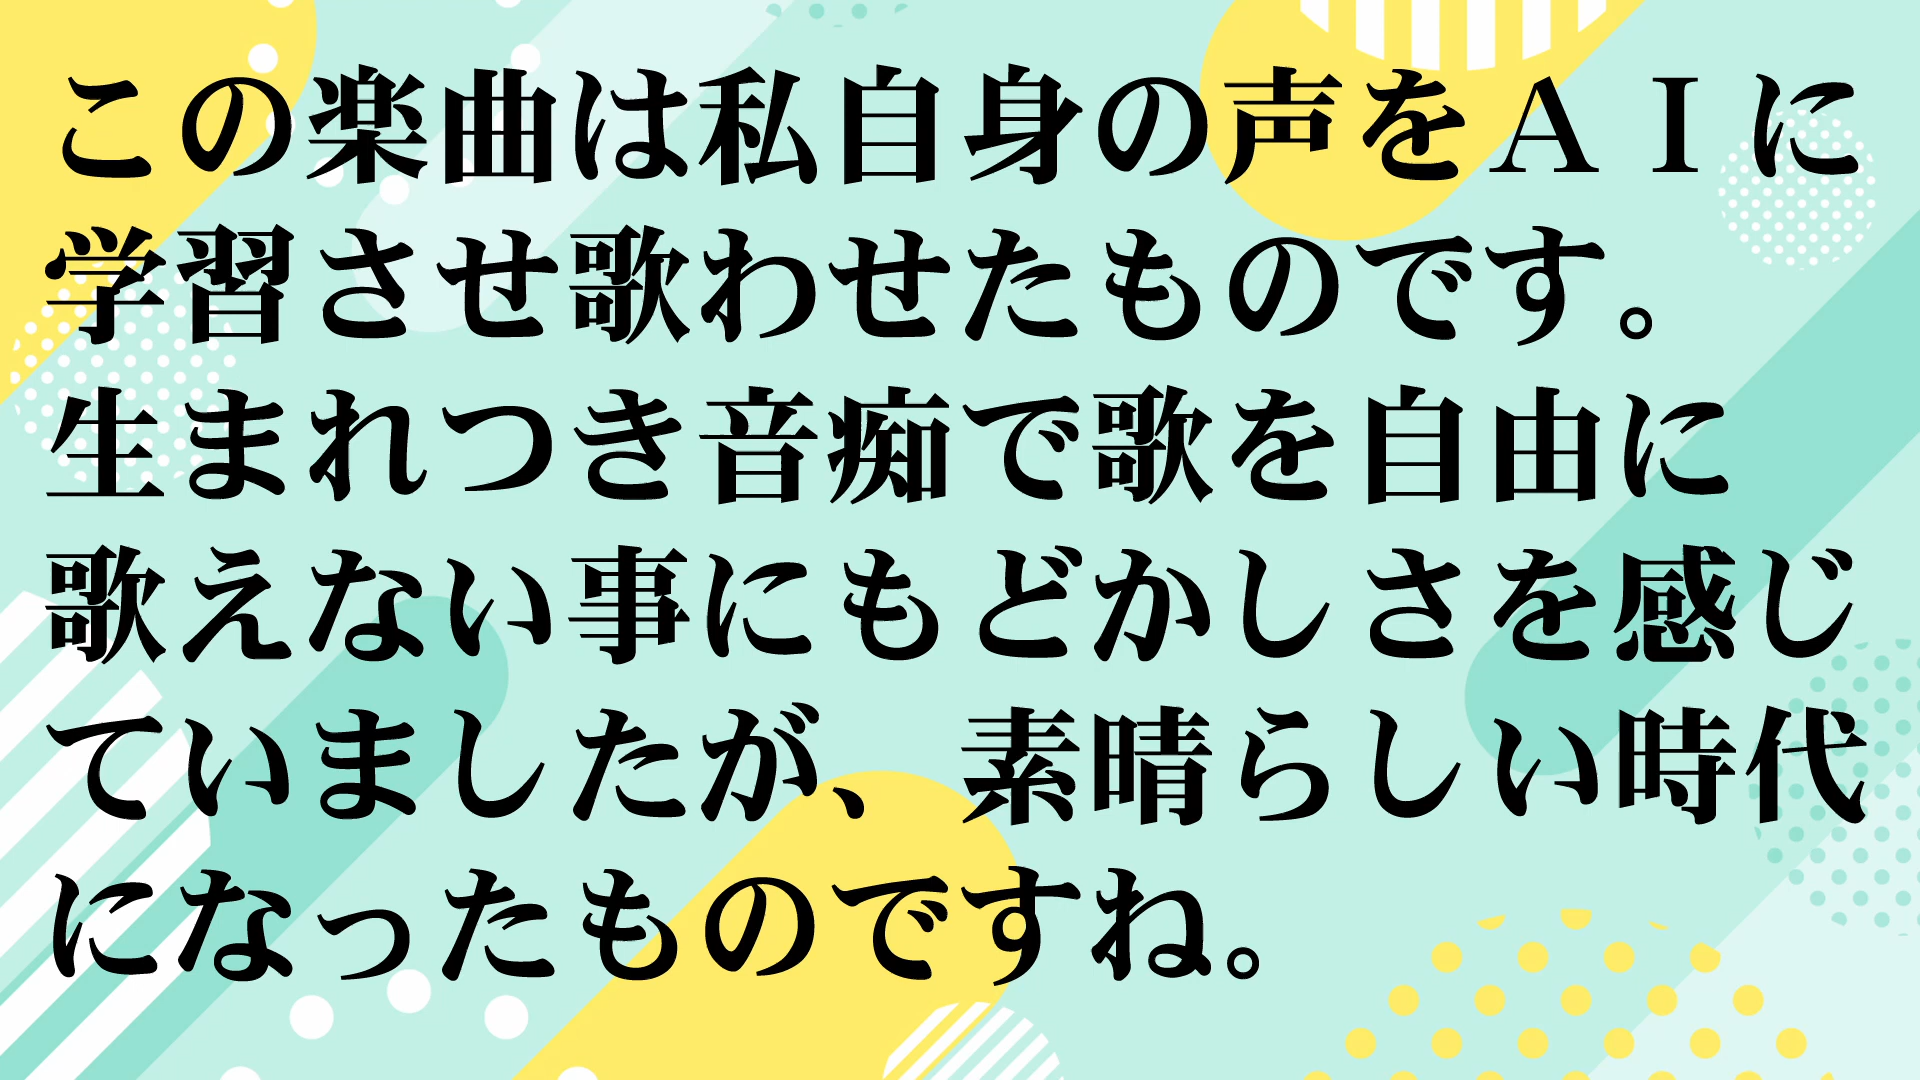 この楽曲は私自身の声をＡＩに
学習させ歌わせたものです。
生まれつき音痴で歌を自由に
歌えない事にもどかしさを感じ
ていましたが、素晴らしい時代
になったものですね。